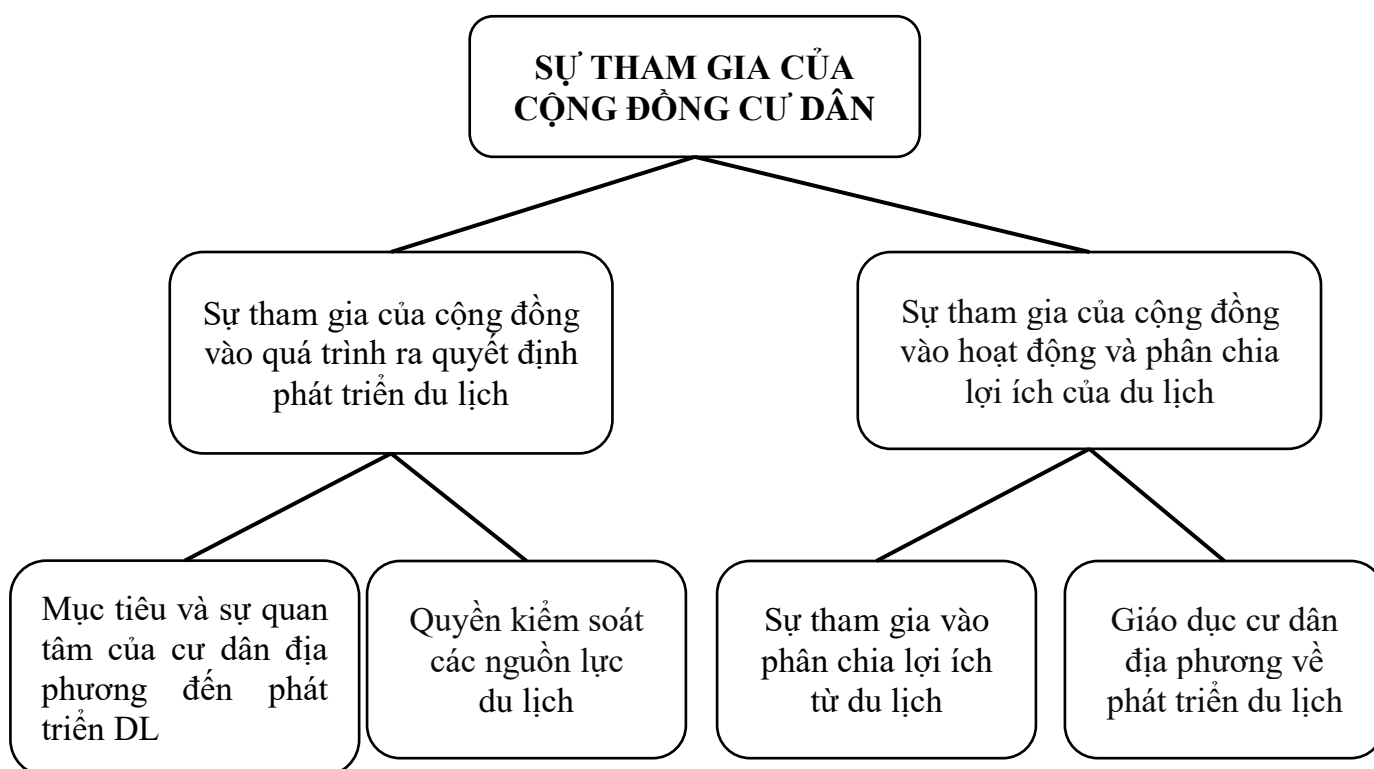 SỰ THAM GIA CỦA
CỘNG ĐỒNG CƯ DÂN
Sự tham gia của cộng đồng
vào quá trình ra quyết định
phát triển du lịch
Sự tham gia của cộng đồng
vào hoạt động và phân chia
lợi ích của du lịch
Mục tiêu và sự quan
tâm của cư dân địa
phương đến phát
triển DL
Quyền kiểm soát
các nguồn lực
du lịch
Sự tham gia vào
phân chia lợi ích
từ du lịch
Giáo dục cư dân
địa phương về
phát triển du lịch